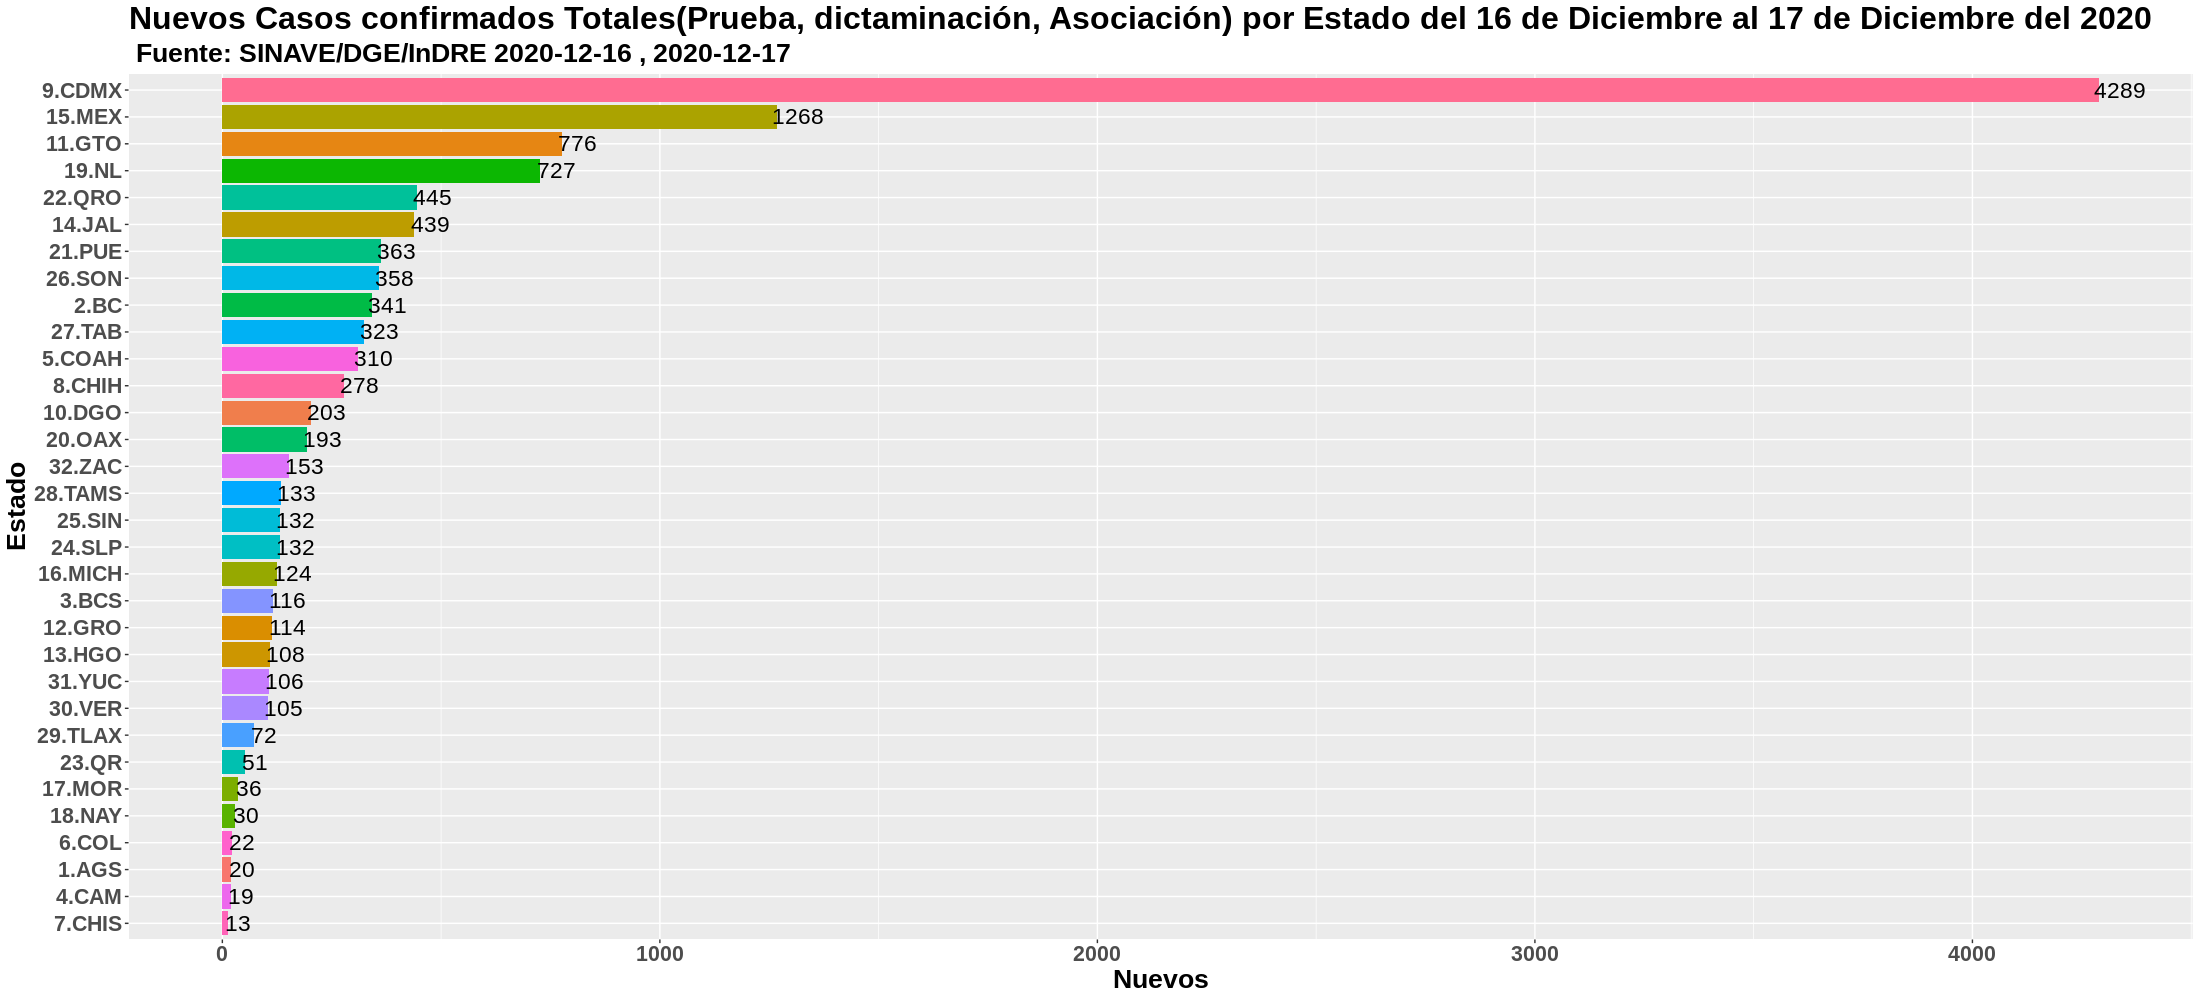 Nuevos Casos confirmados Totales(Prueba, dictaminación, Asociación) por Estado del 16 de Diciembre al 17 de Diciembre del 2020
Fuente: SINAVE/DGE/InDRE 2020-12-16 , 2020-12-17
9.CDMX 4289
15.MEX 1268
11.GTO 776
19.NL 727
22.QRO 445
14.JAL 439
21.PUE 363
26.SON 358
2.BC 341
27.TAB 323
5.COAH 310
8.CHIH 278
10.DGO 203
20.OAX 193
32.ZAC 153
28.TAMS 133
25.SIN 132
24.SLP 132
16.MICH 124
3.BCS 116
12.GRO 114
13.HGO 108
31.YUC 106
30.VER 105
29.TLAX 72
23.QR 51
17.MOR 36
18.NAY 30
6.COL 22
1.AGS 20
4.CAM 19
7.CHIS 13
Estado
0 1000 2000 3000 4000
Nuevos